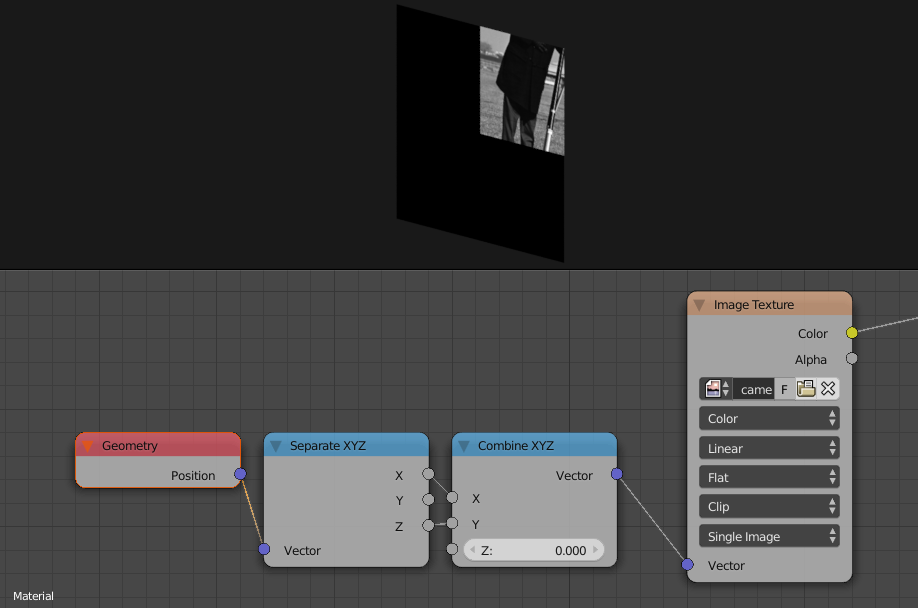 Image Texture
Color
Alpha
came F
Color
Linear
Flat
Clip
Single Image
Vector
Geometry
Position
Separate XYZ
X
Y
Z
Vector
Combine XYZ
Vector
X
Y
Z: 0.000
Material